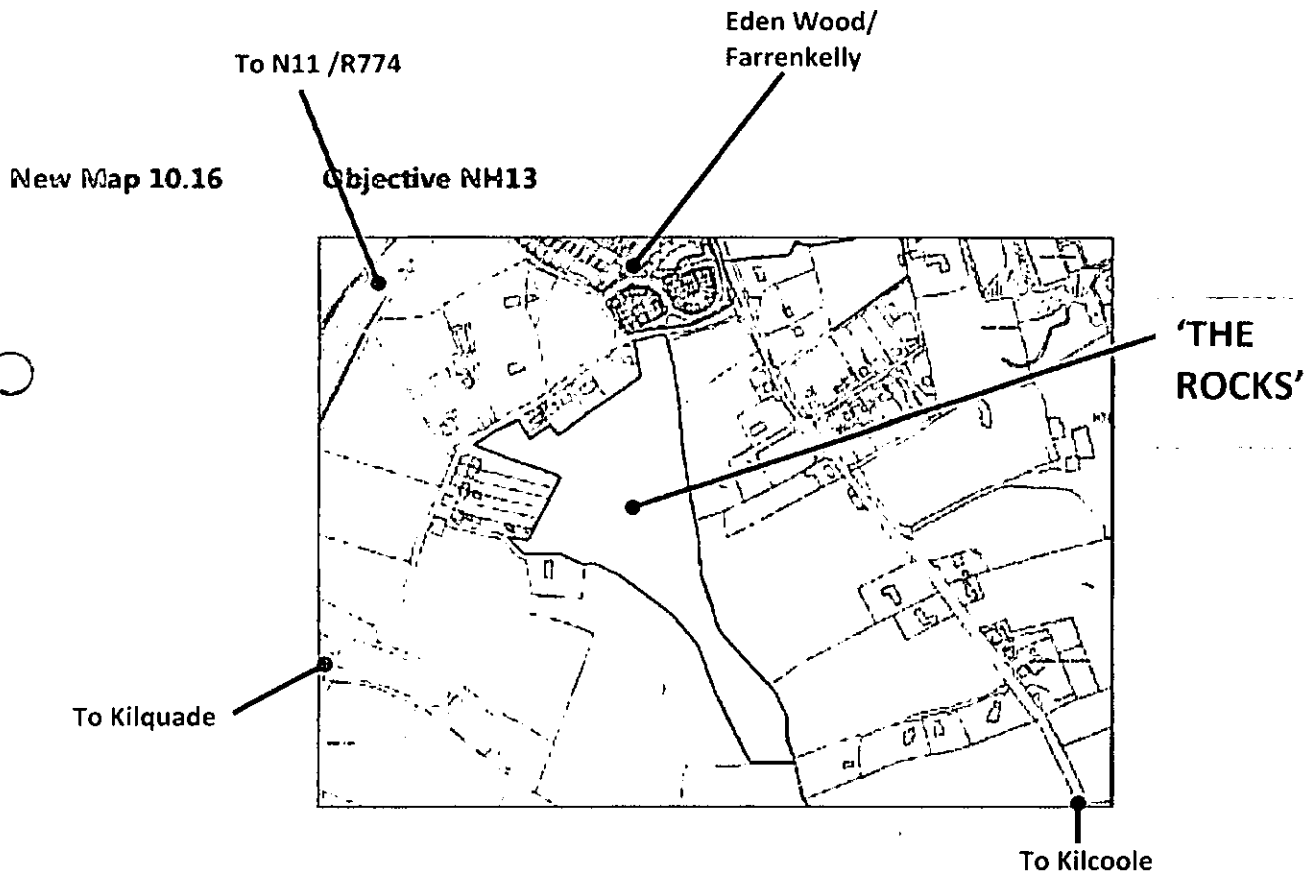 Eden Wood/
Farrenkelly
To N11 /R774
New Map 10.16 Objective NH13
'THE
ROCKS'
To Kilquade
To Kilcoole